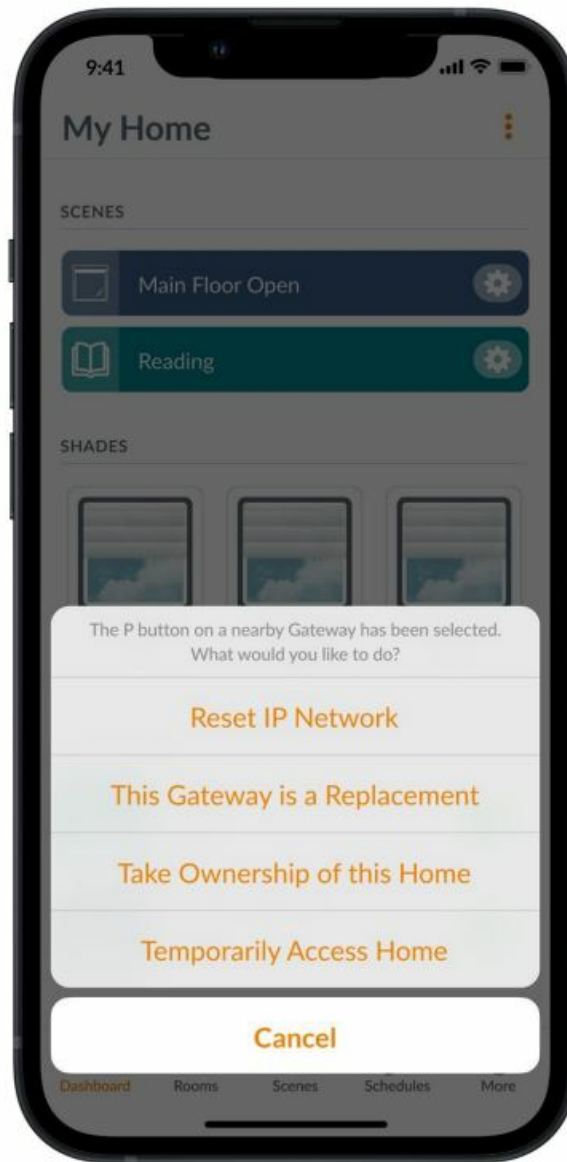 9:41
My Home
SCENES
Main Floor Open
Reading
SHADES
The P button on a nearby Gateway has been selected.
What would you like to do?
Reset IP Network
This Gateway is a Replacement
Take Ownership of this Home
Temporarily Access Home
Cancel
Dashboard Rooms Scenes Schedules More